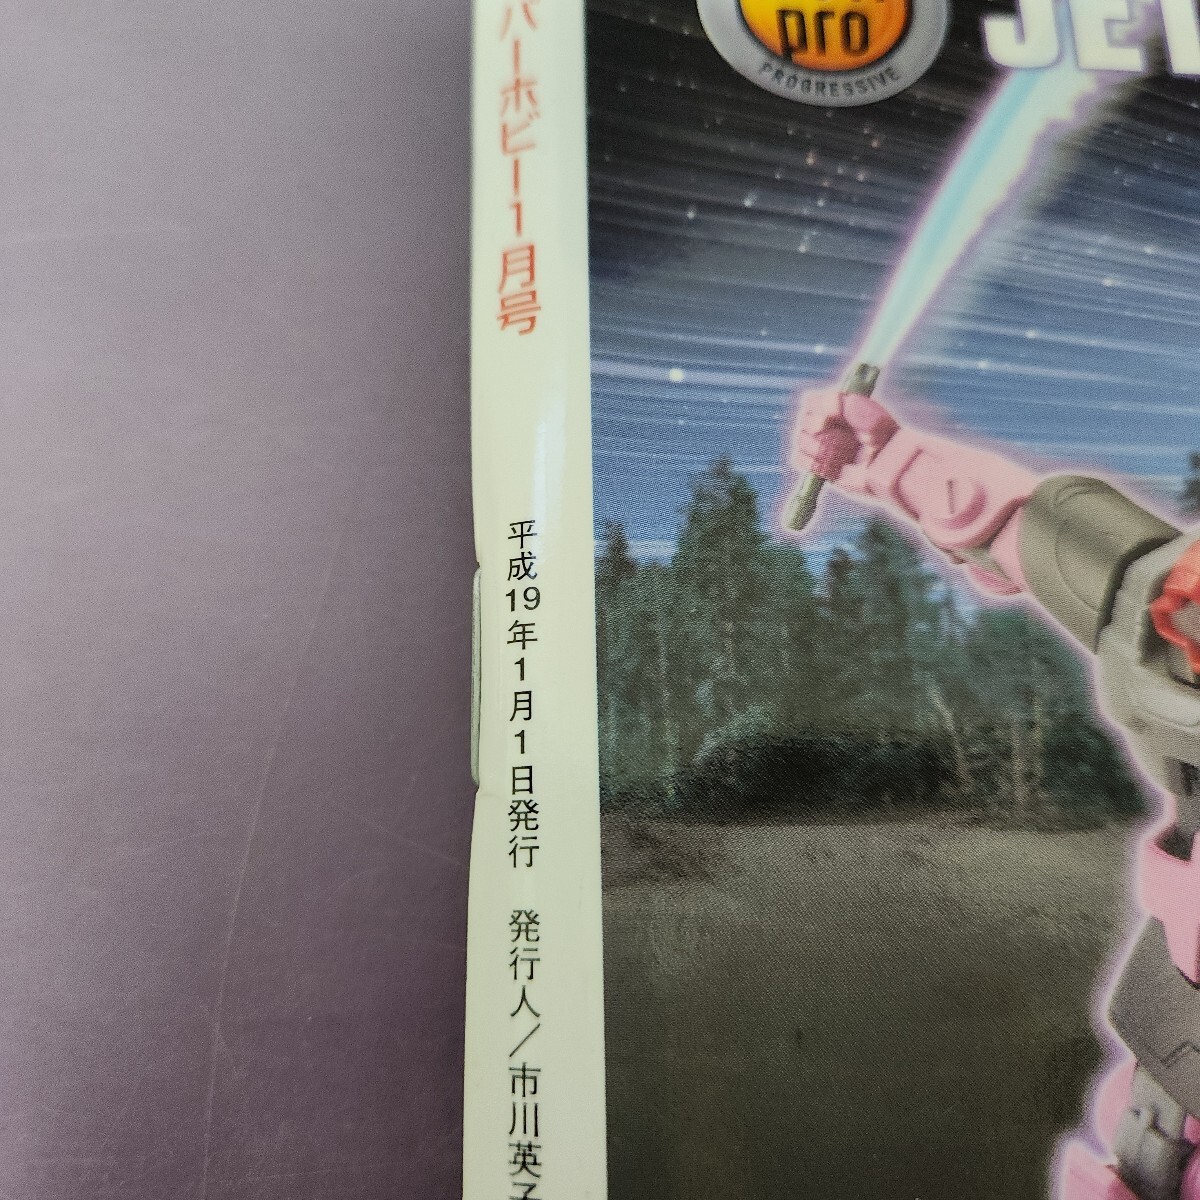 パーホビー1月号
平成19年1月1日発行 発行人／市川英子
pro
PROGRESSIVE
JET